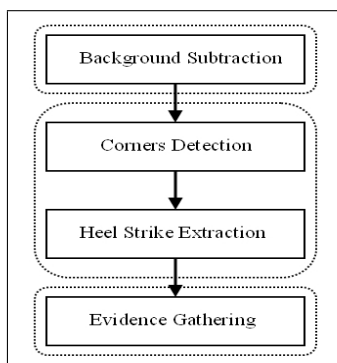 Background Subtraction
Corners Detection
Heel Strike Extraction
Evidence Gathering